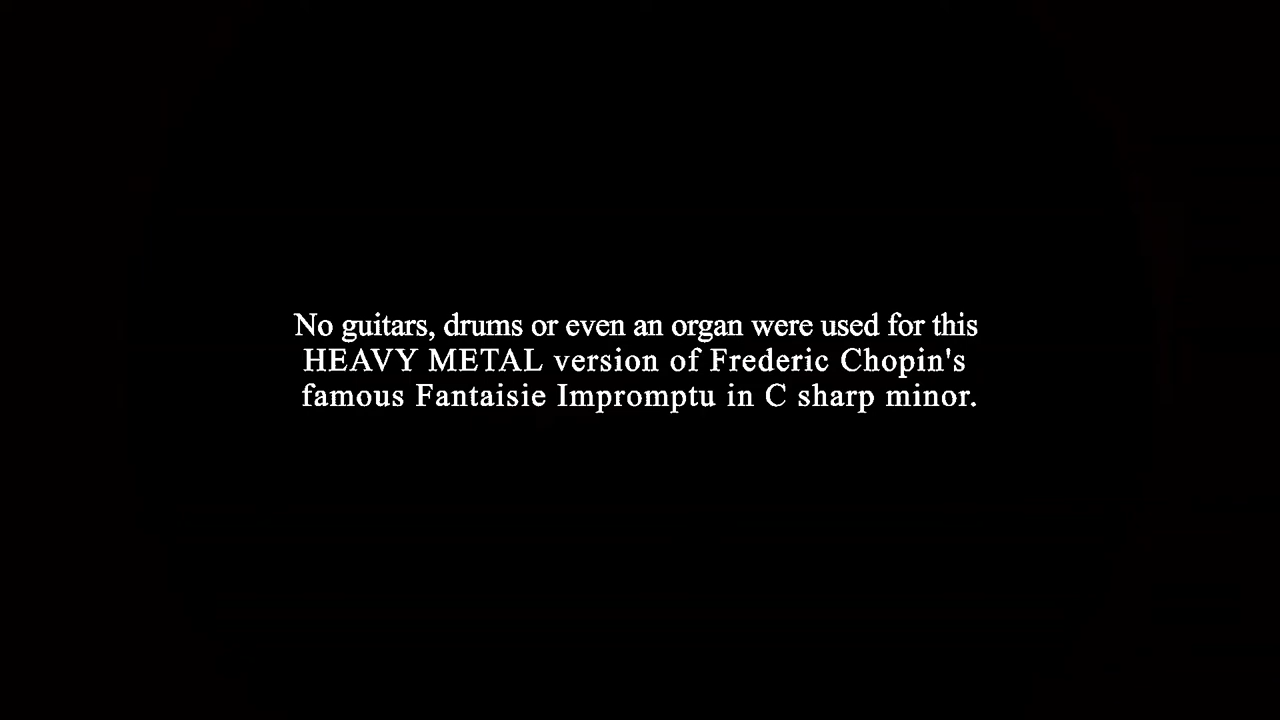 No guitars, drums or even an organ were used for this
HEAVY METAL version of Frederic Chopin's
famous Fantaisie Impromptu in C sharp minor.